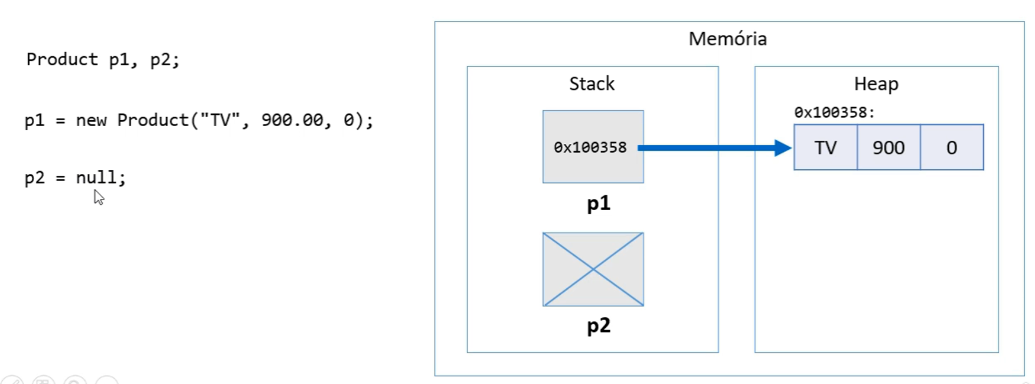 Product p1, p2;
p1 = new Product("TV", 900.00, 0);
p2 = null;
Memória
Stack
0x100358
p1
p2
Heap
0x100358:
TV 900 0